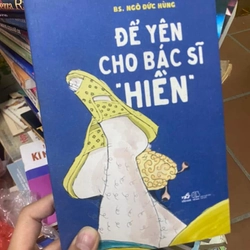 BS. NGÔ ĐỨC HÙNG
ĐỂ YÊN
CHO BÁC SĨ
"HIỀN"